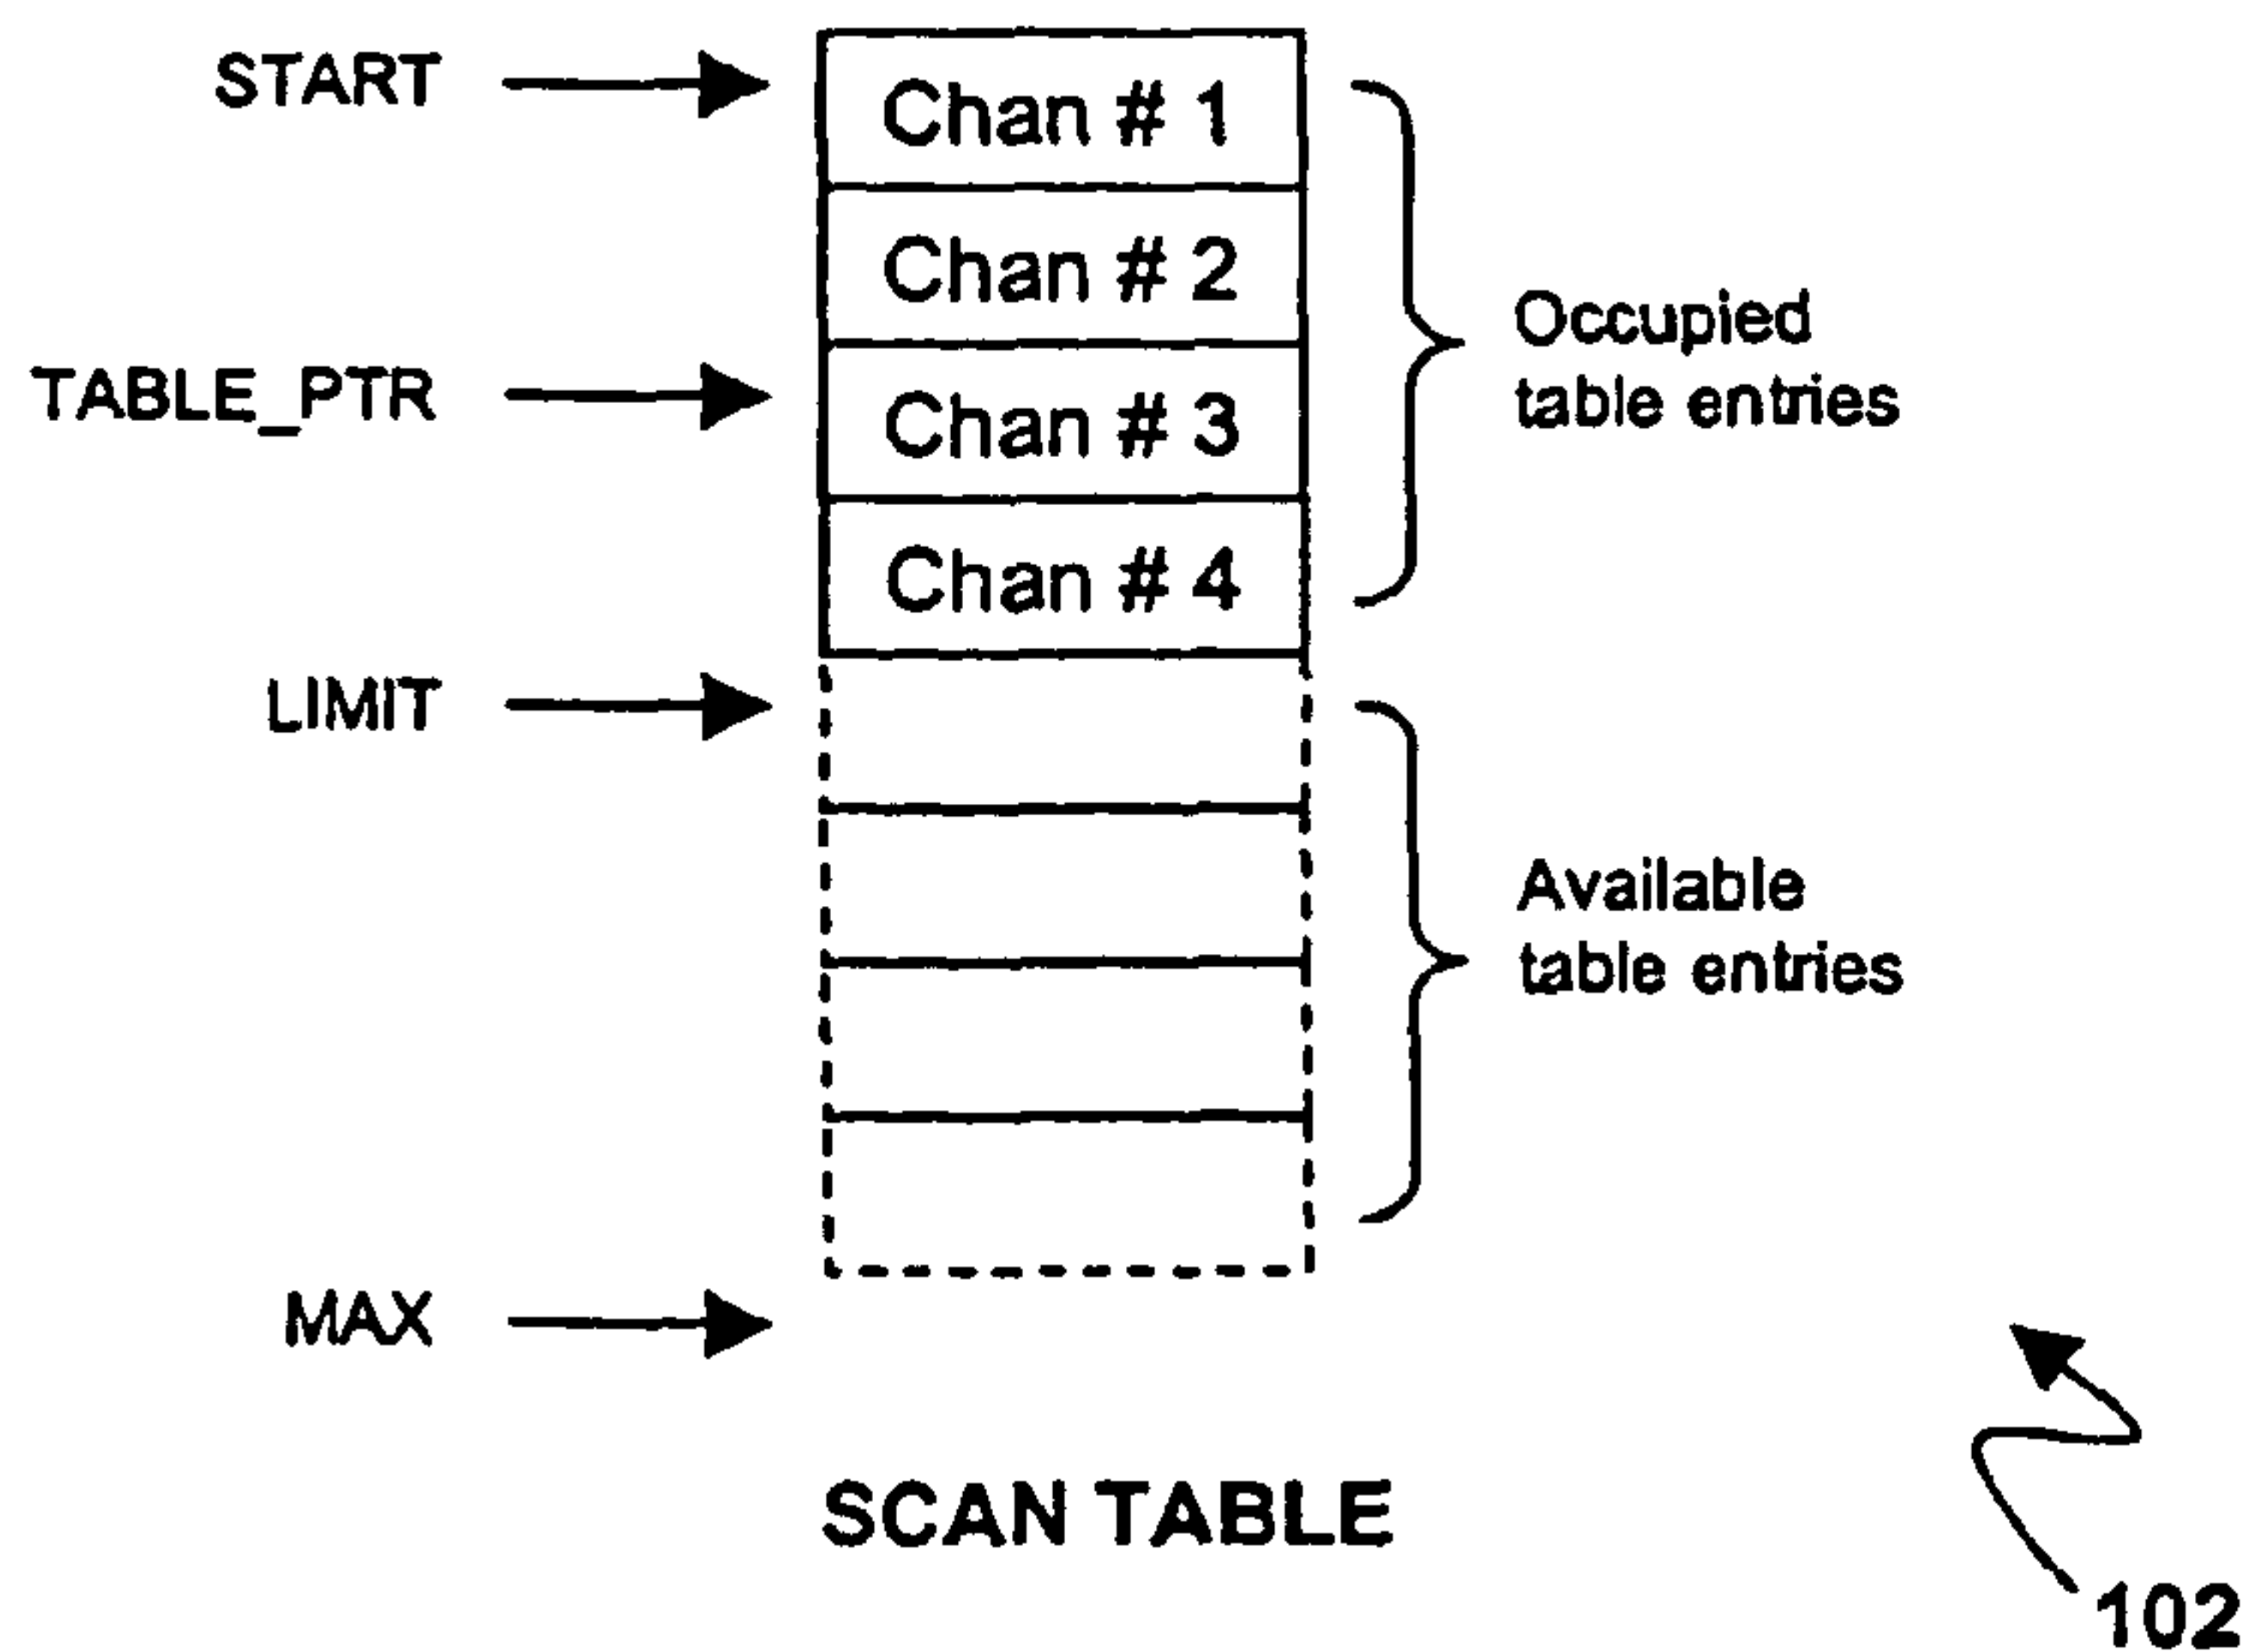 START
Chan # 1
Chan # 2
Occupied
table entries
TABLE_PTR
Chan # 3
Chan # 4
LIMIT
Available
table entries
MAX
SCAN TABLE
102